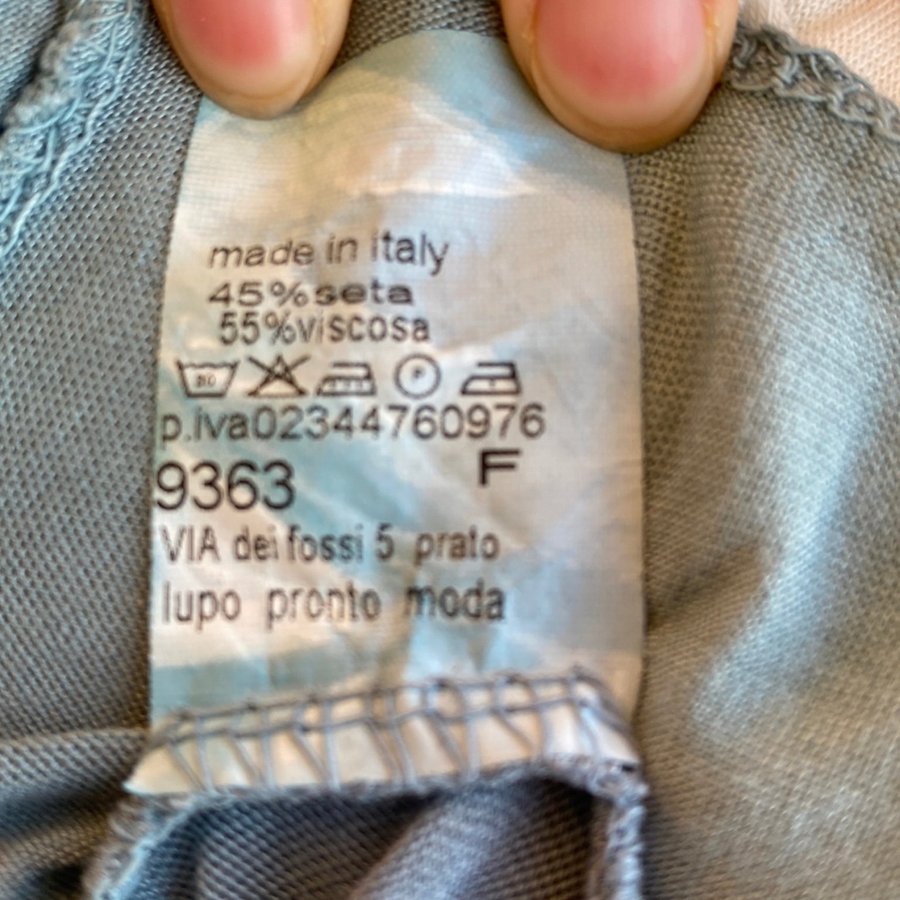 made in italy
45%seta
55%viscosa
P
p.iva02344760976
9363 F
VIA dei fossi 5 prato
lupo pronto moda